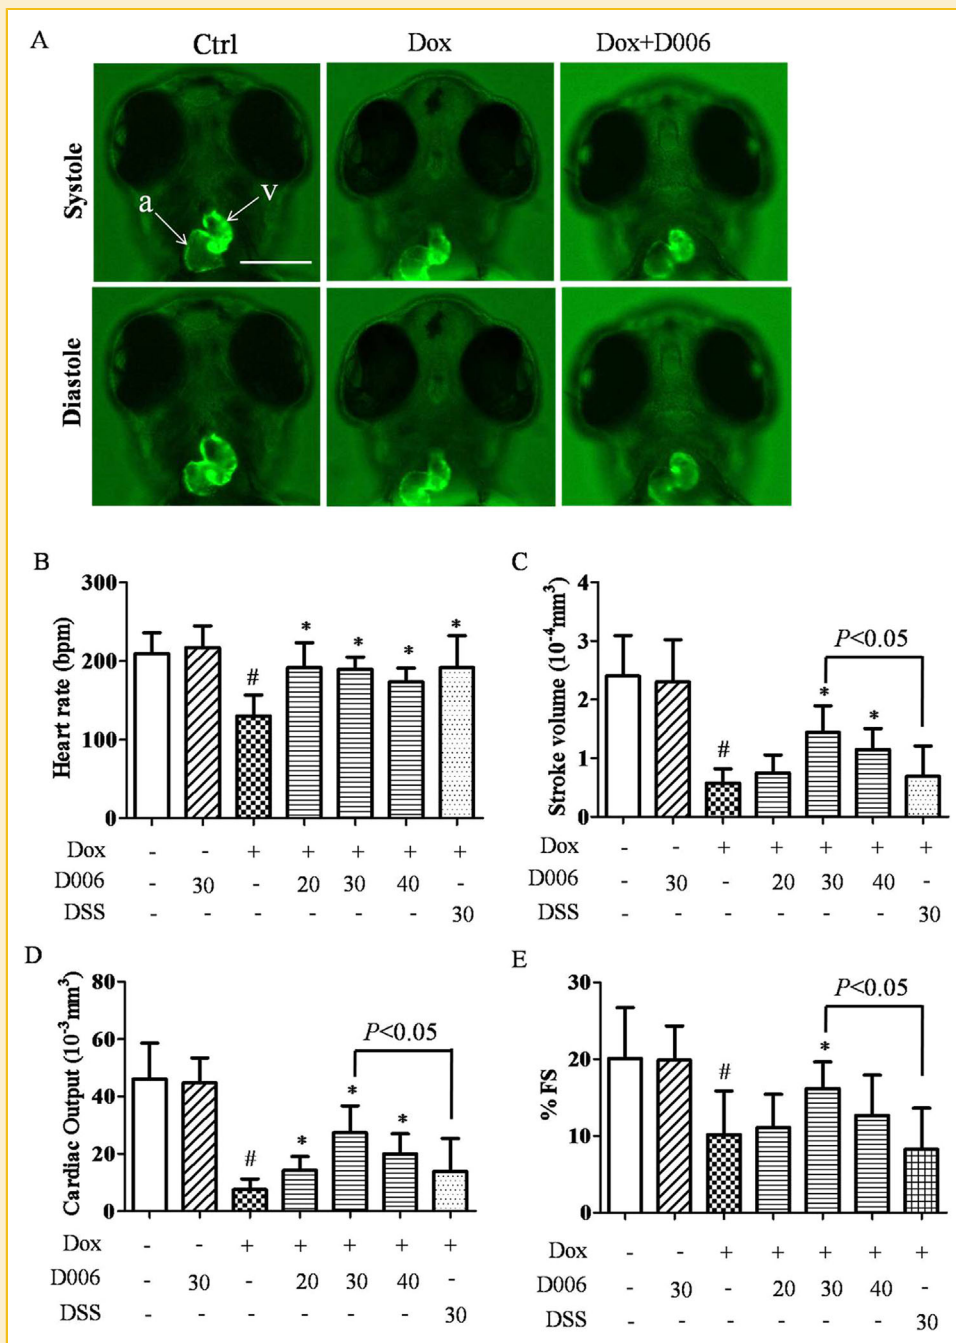 A
Ctrl
Dox
Dox+D006
Systole
a
v
Diastole
B
Heart rate (bpm)
300
200
100
0
#
*
*
*
*
Dox - - + + + + +
D006 - 30 - 20 30 40 -
DSS - - - - - - 30
C
Stroke volume (10⁻⁴mm³)
4
3
2
1
0
P<0.05
#
*
*
Dox - - + + + + +
D006 - 30 - 20 30 40 -
DSS - - - - - - 30
D
Cardiac Output (10⁻³mm³)
80
60
40
20
0
P<0.05
#
*
*
*
Dox - - + + + + +
D006 - 30 - 20 30 40 -
DSS - - - - - - 30
E
% FS
30
20
10
0
P<0.05
#
*
Dox - - + + + + +
D006 - 30 - 20 30 40 -
DSS - - - - - - 30